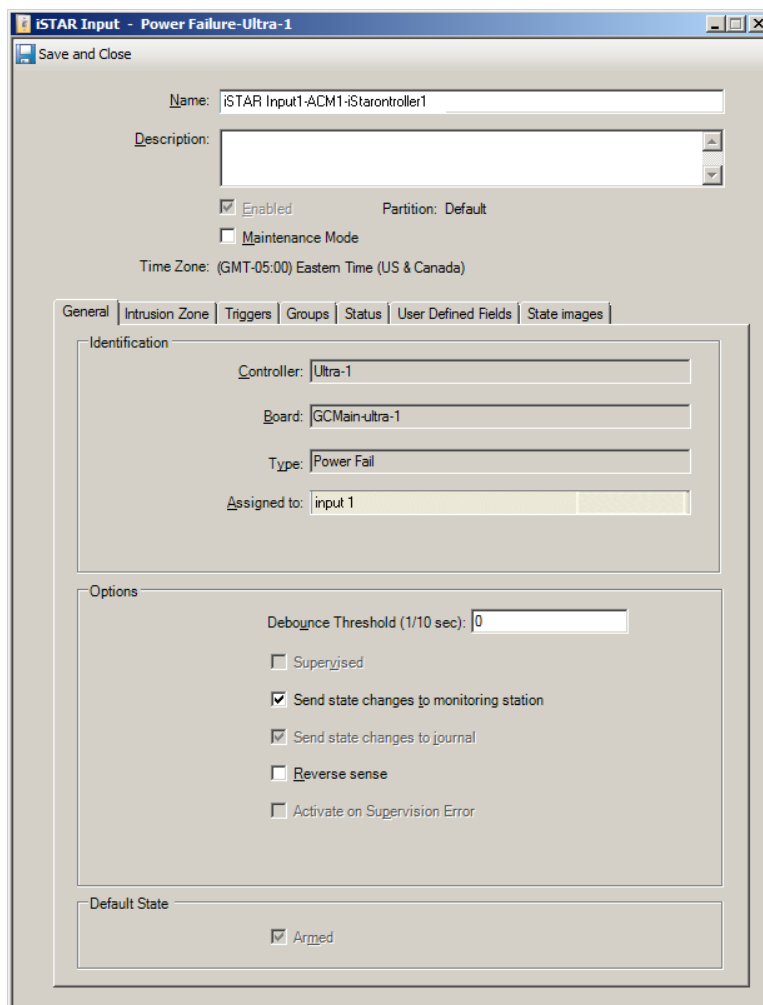 iSTAR Input - Power Failure-Ultra-1
Save and Close
Name: iSTAR Input1-ACM1-iStarontroller1
Description:
Enabled Partition: Default
Maintenance Mode
Time Zone: (GMT-05:00) Eastern Time (US & Canada)
General Intrusion Zone Triggers Groups Status User Defined Fields State images
Identification
Controller: Ultra-1
Board: GCMain-ultra-1
Type: Power Fail
Assigned to: input 1
Options
Debounce Threshold (1/10 sec): 0
Supervised
Send state changes to monitoring station
Send state changes to journal
Reverse sense
Activate on Supervision Error
Default State
Armed